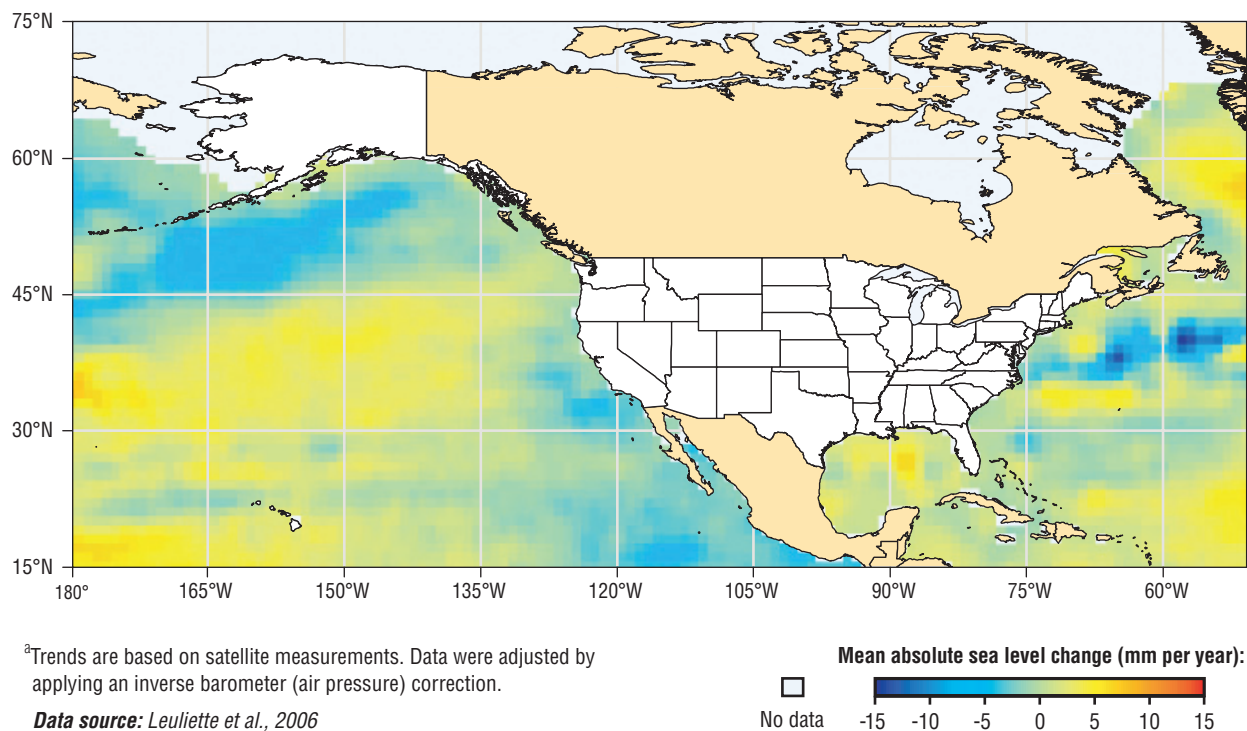 75°N
60°N
45°N
30°N
15°N
180° 165°W 150°W 135°W 120°W 105°W 90°W 75°W 60°W
aTrends are based on satellite measurements. Data were adjusted by
applying an inverse barometer (air pressure) correction.
Data source: Leuliette et al., 2006
Mean absolute sea level change (mm per year):
No data -15 -10 -5 0 5 10 15